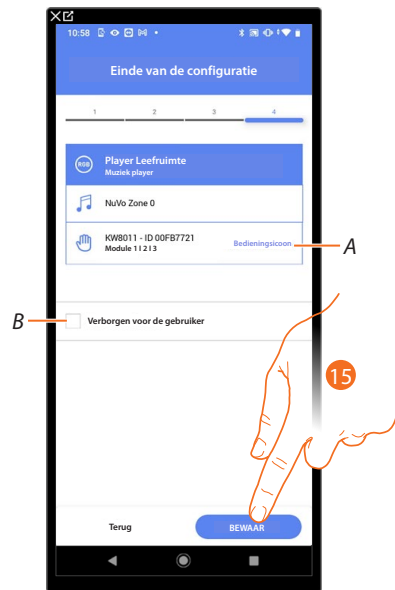 10:58
Einde van de configuratie
1 2 3 4
RGB
Player Leefruimte
Muziek player
NuVo Zone 0
KW8011 - ID 00FB7721
Module 1 I 2 I 3
Bedieningsicoon
A
B
Verborgen voor de gebruiker
15
Terug
BEWAAR